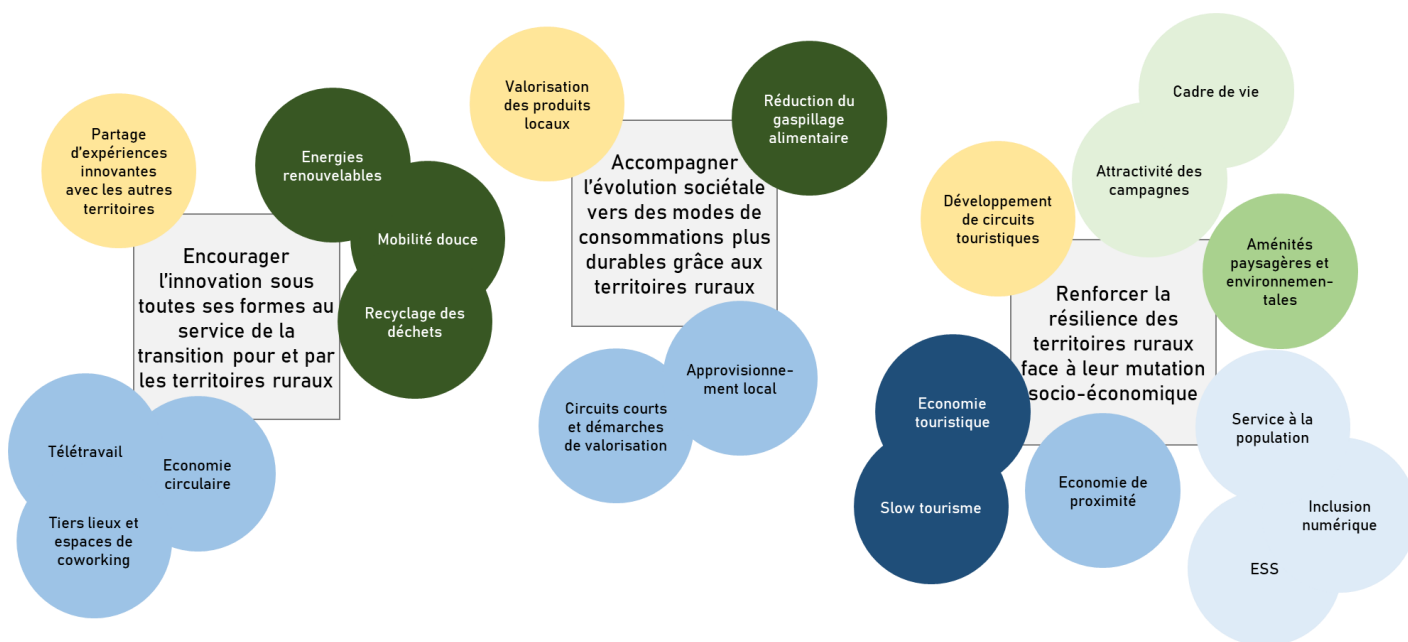 Partage
d'expériences
innovantes
avec les autres
territoires
Energies
renouvelables
Mobilité douce
Recyclage des
déchets
Encourager
l'innovation sous
toutes ses formes au
service de la
transition pour et par
les territoires ruraux
Télétravail
Economie
circulaire
Tiers lieux et
espaces de
coworking
Valorisation
des produits
locaux
Réduction du
gaspillage
alimentaire
Accompagner
l'évolution sociétale
vers des modes de
consommations plus
durables grâce aux
territoires ruraux
Approvisionne-
ment local
Circuits courts
et démarches
de valorisation
Cadre de vie
Attractivité des
campagnes
Développement
de circuits
touristiques
Aménités
paysagères et
environnemen-
tales
Renforcer la
résilience des
territoires ruraux
face à leur mutation
socio-économique
Economie
touristique
Slow tourisme
Economie de
proximité
Service à la
population
Inclusion
numérique
ESS